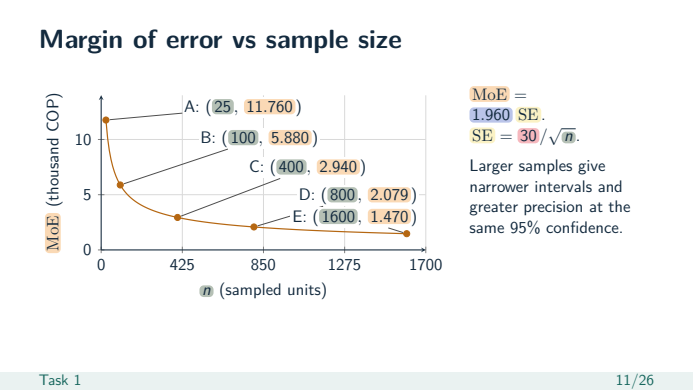 Margin of error vs sample size
MoE (thousand COP)
10
5
0
0
425
850
1275
1700
n (sampled units)
A: (25, 11.760)
B: (100, 5.880)
C: (400, 2.940)
D: (800, 2.079)
E: (1600, 1.470)
MoE =
1.960 SE.
SE = 30/√n.
Larger samples give
narrower intervals and
greater precision at the
same 95% confidence.
Task 1
11/26